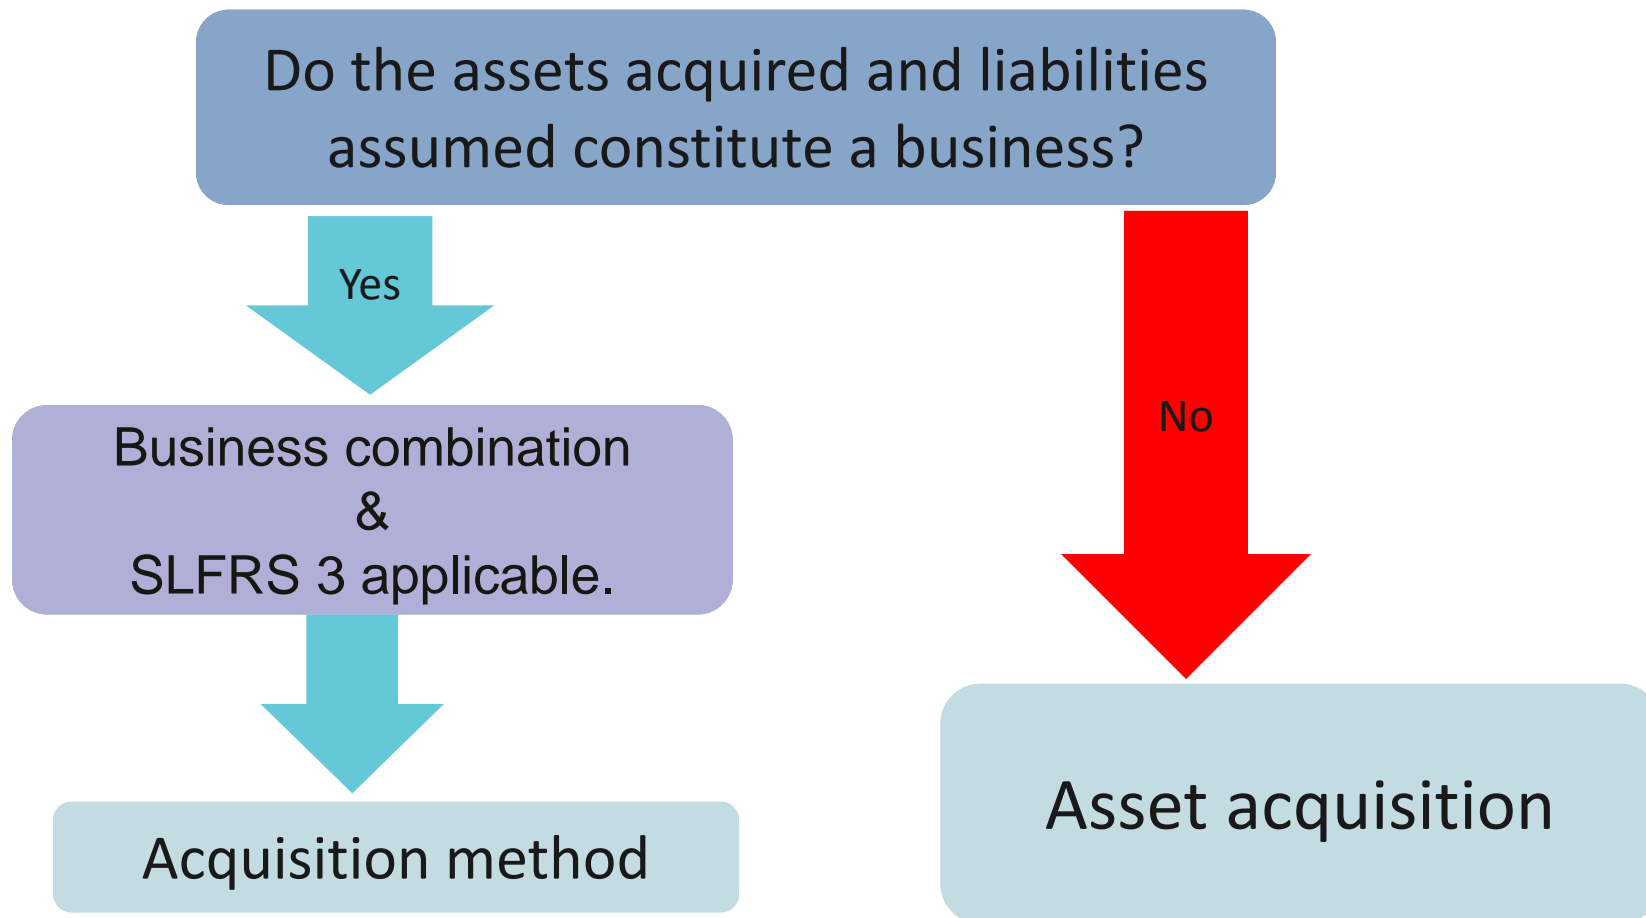 Do the assets acquired and liabilities
assumed constitute a business?
Yes
No
Business combination
&
SLFRS 3 applicable.
Acquisition method
Asset acquisition